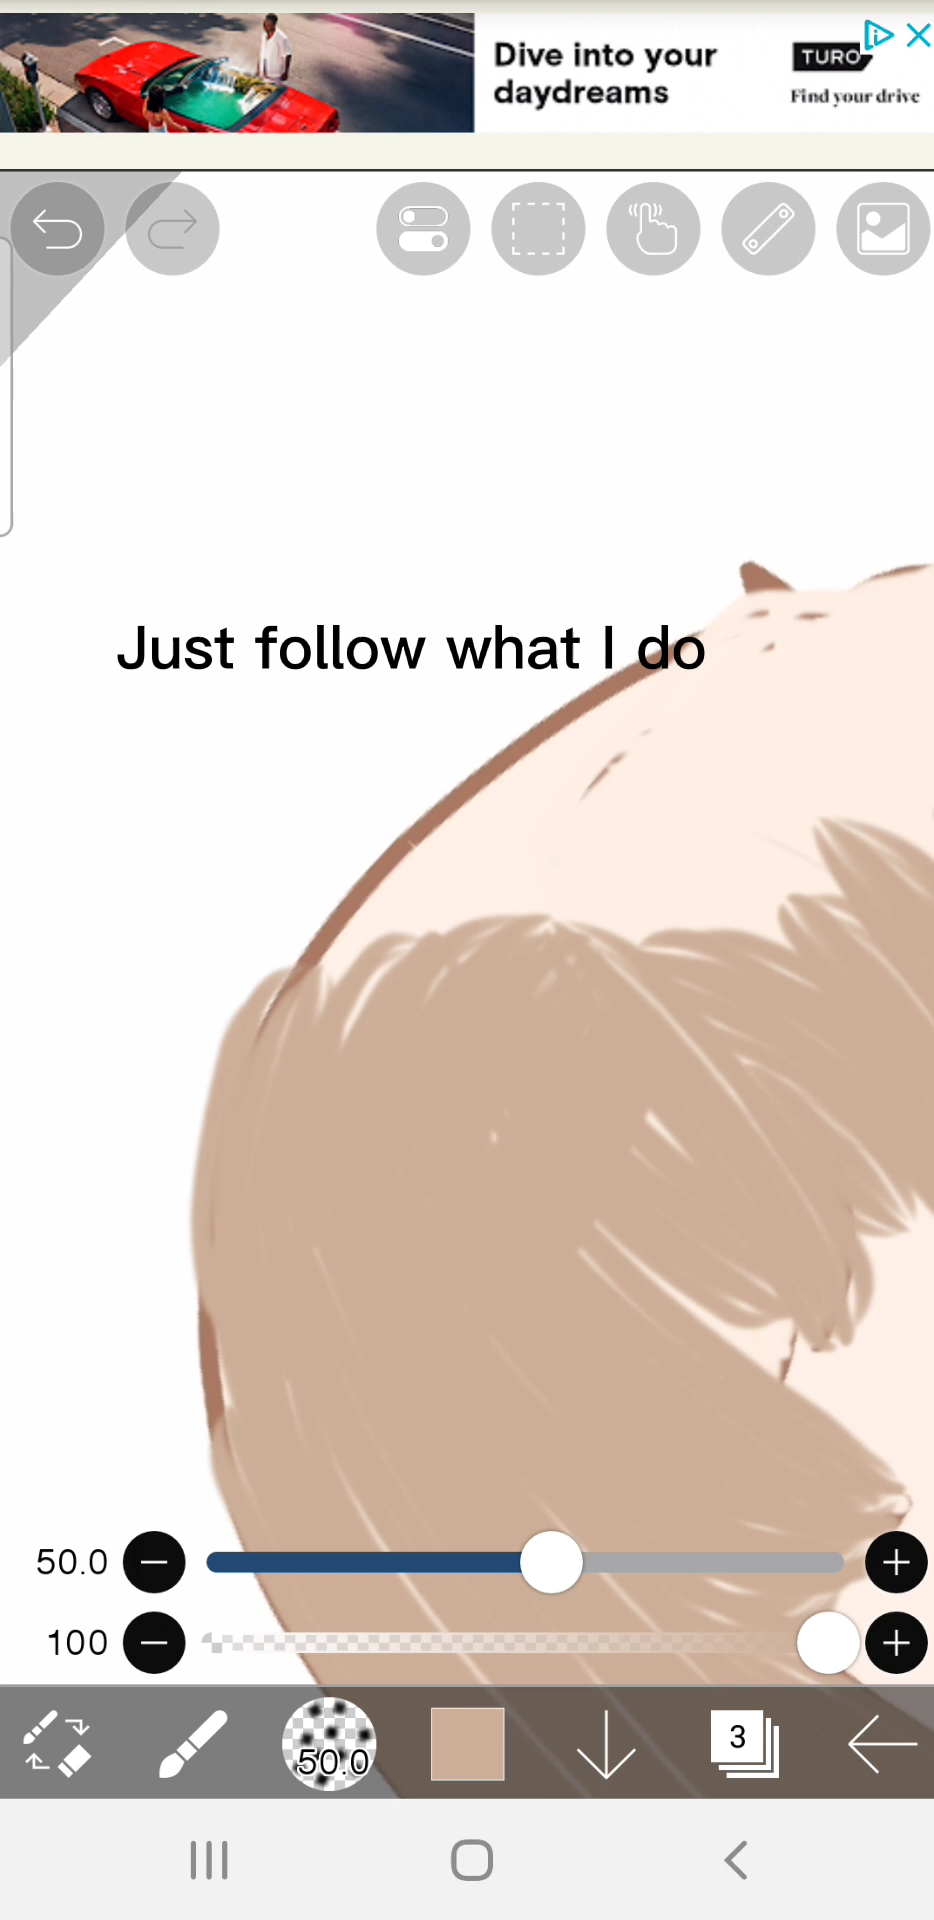 Dive into your
daydreams
TURO
Find your drive
Just follow what I do
50.0
100
50.0
3